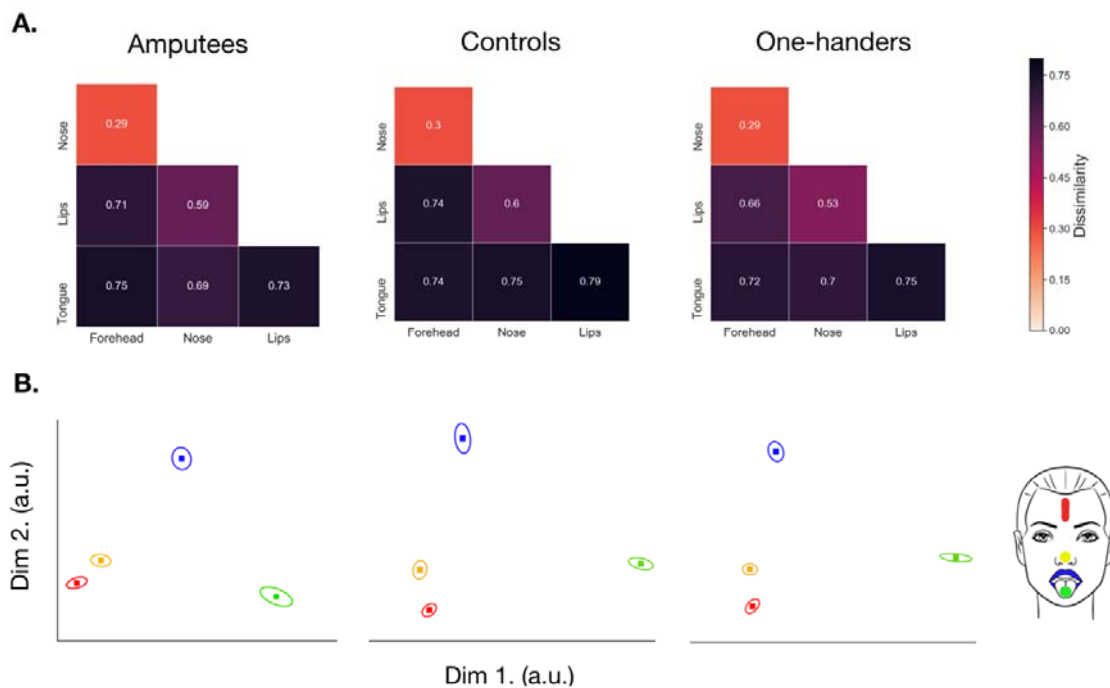 A.
Amputees Controls One-handers
Nose 0.29
Lips 0.71 0.59
Tongue 0.75 0.69 0.73
Forehead Nose Lips
Nose 0.3
Lips 0.74 0.6
Tongue 0.74 0.75 0.79
Forehead Nose Lips
Nose 0.29
Lips 0.66 0.53
Tongue 0.72 0.7 0.75
Forehead Nose Lips
0.75
0.60
0.45
0.30
0.15
0.00
Dissimilarity
B.
Dim 2. (a.u.)
Dim 1. (a.u.)